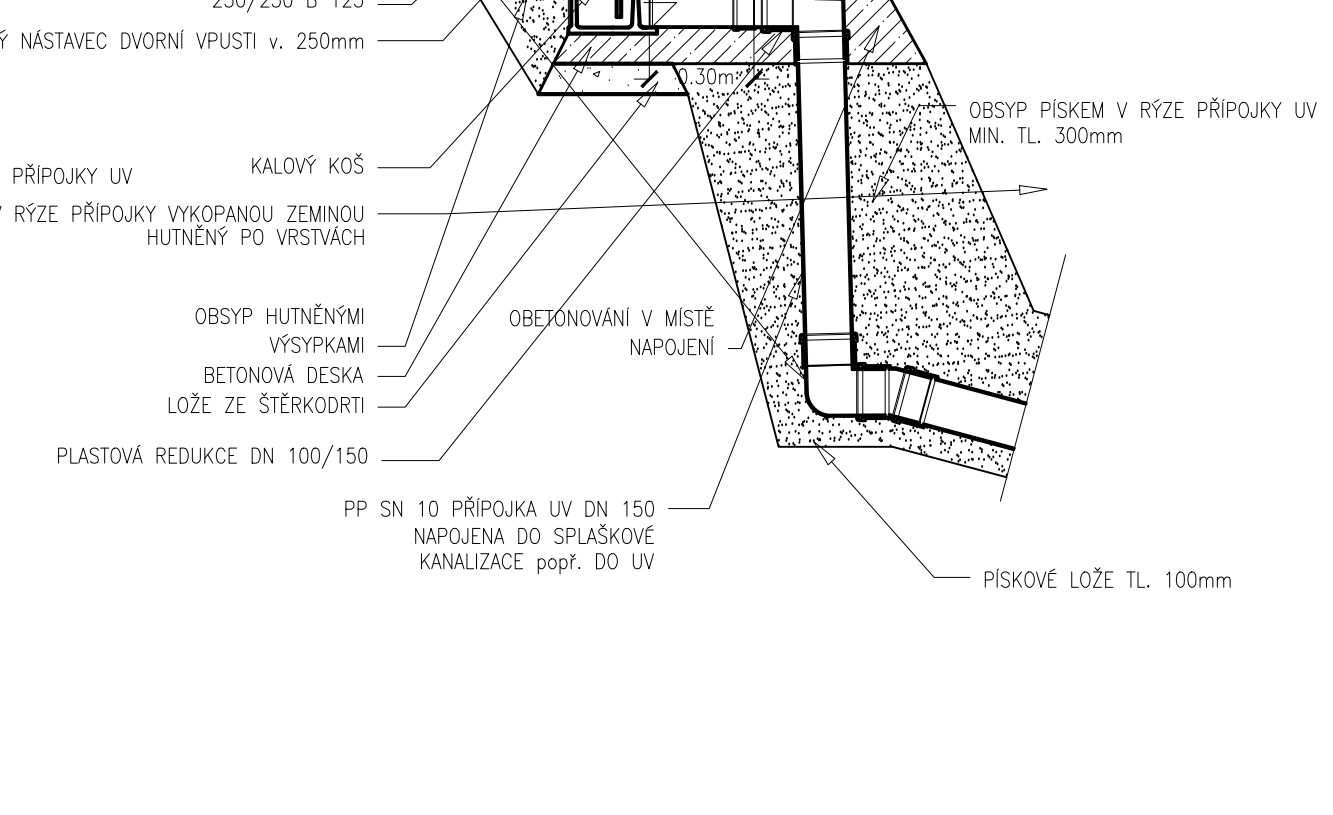 250/250 B 125
NÁSTAVEC DVORNÍ VPUSTI v. 250mm
0.30m
OBSYP PÍSKEM V RÝZE PŘÍPOJKY UV
MIN. TL. 300mm
KALOVÝ KOŠ
PŘÍPOJKY UV
V RÝZE PŘÍPOJKY VYKOPANOU ZEMINOU
HUTNĚNÝ PO VRSTVÁCH
OBSYP HUTNĚNÝMI
VÝSYPKAMI
OBETONOVÁNÍ V MÍSTĚ
NAPOJENÍ
BETONOVÁ DESKA
LOŽE ZE ŠTĚRKODRTI
PLASTOVÁ REDUKCE DN 100/150
PP SN 10 PŘÍPOJKA UV DN 150
NAPOJENA DO SPLAŠKOVÉ
KANALIZACE popř. DO UV
PÍSKOVÉ LOŽE TL. 100mm